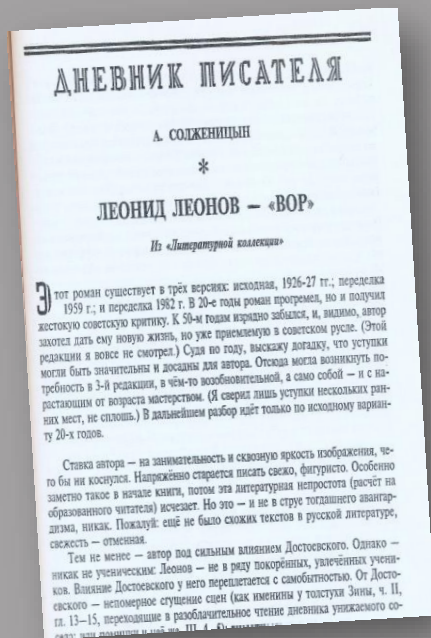 ДНЕВНИК ПИСАТЕЛЯ
А. СОЛЖЕНИЦЫН
*
ЛЕОНИД ЛЕОНОВ — «ВОР»
Из «Литературной коллекции»
Этот роман существует в трёх версиях: исходная, 1926-27 гг.; переделка
1959 г.; и переделка 1982 г. В 20-е годы роман прогремел, но и получил
жестокую советскую критику. К 50-м годам изрядно забылся, и, видимо, автор
захотел дать ему новую жизнь, но уже приемлемую в советском русле. (Этой
редакции я вовсе не смотрел.) Судя по году, выскажу догадку, что уступки
могли быть значительны и досадны для автора. Отсюда могла возникнуть по-
требность в 3-й редакции, в чём-то возобновительной, а само собой — и с на-
растающим от возраста мастерством. (Я сверил лишь уступки нескольких ран-
них мест, не сплошь.) В дальнейшем разбор идёт только по исходному вариан-
ту 20-х годов.
Ставка автора — на занимательность и сквозную яркость изображения, че-
го бы ни коснулся. Напряжённо старается писать свежо, фигуристо. Особенно
заметно такое в начале книги, потом эта литературная непростота (расчёт на
образованного читателя) исчезает. Но это — и не в струе тогдашнего авангар-
дизма, никак. Пожалуй: ещё не было схожих текстов в русской литературе,
свежесть — отменная.
Тем не менее — автор под сильным влиянием Достоевского. Однако —
никак не ученическим: Леонов — не в ряду покорённых, увлечённых учени-
ков. Влияние Достоевского у него переплетается с самобытностью. От Досто-
евского — непомерное сгущение сцен (как именины у толстухи Зины, ч. II,
гл. 13–15, переходящие в разоблачительное чтение дневника унижаемого со-